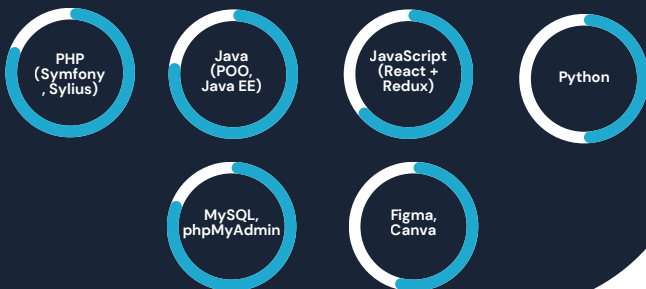 PHP
(Symfony
, Sylius)
Java
(POO,
Java EE)
JavaScript
(React +
Redux)
Python
MySQL,
phpMyAdmin
Figma,
Canva